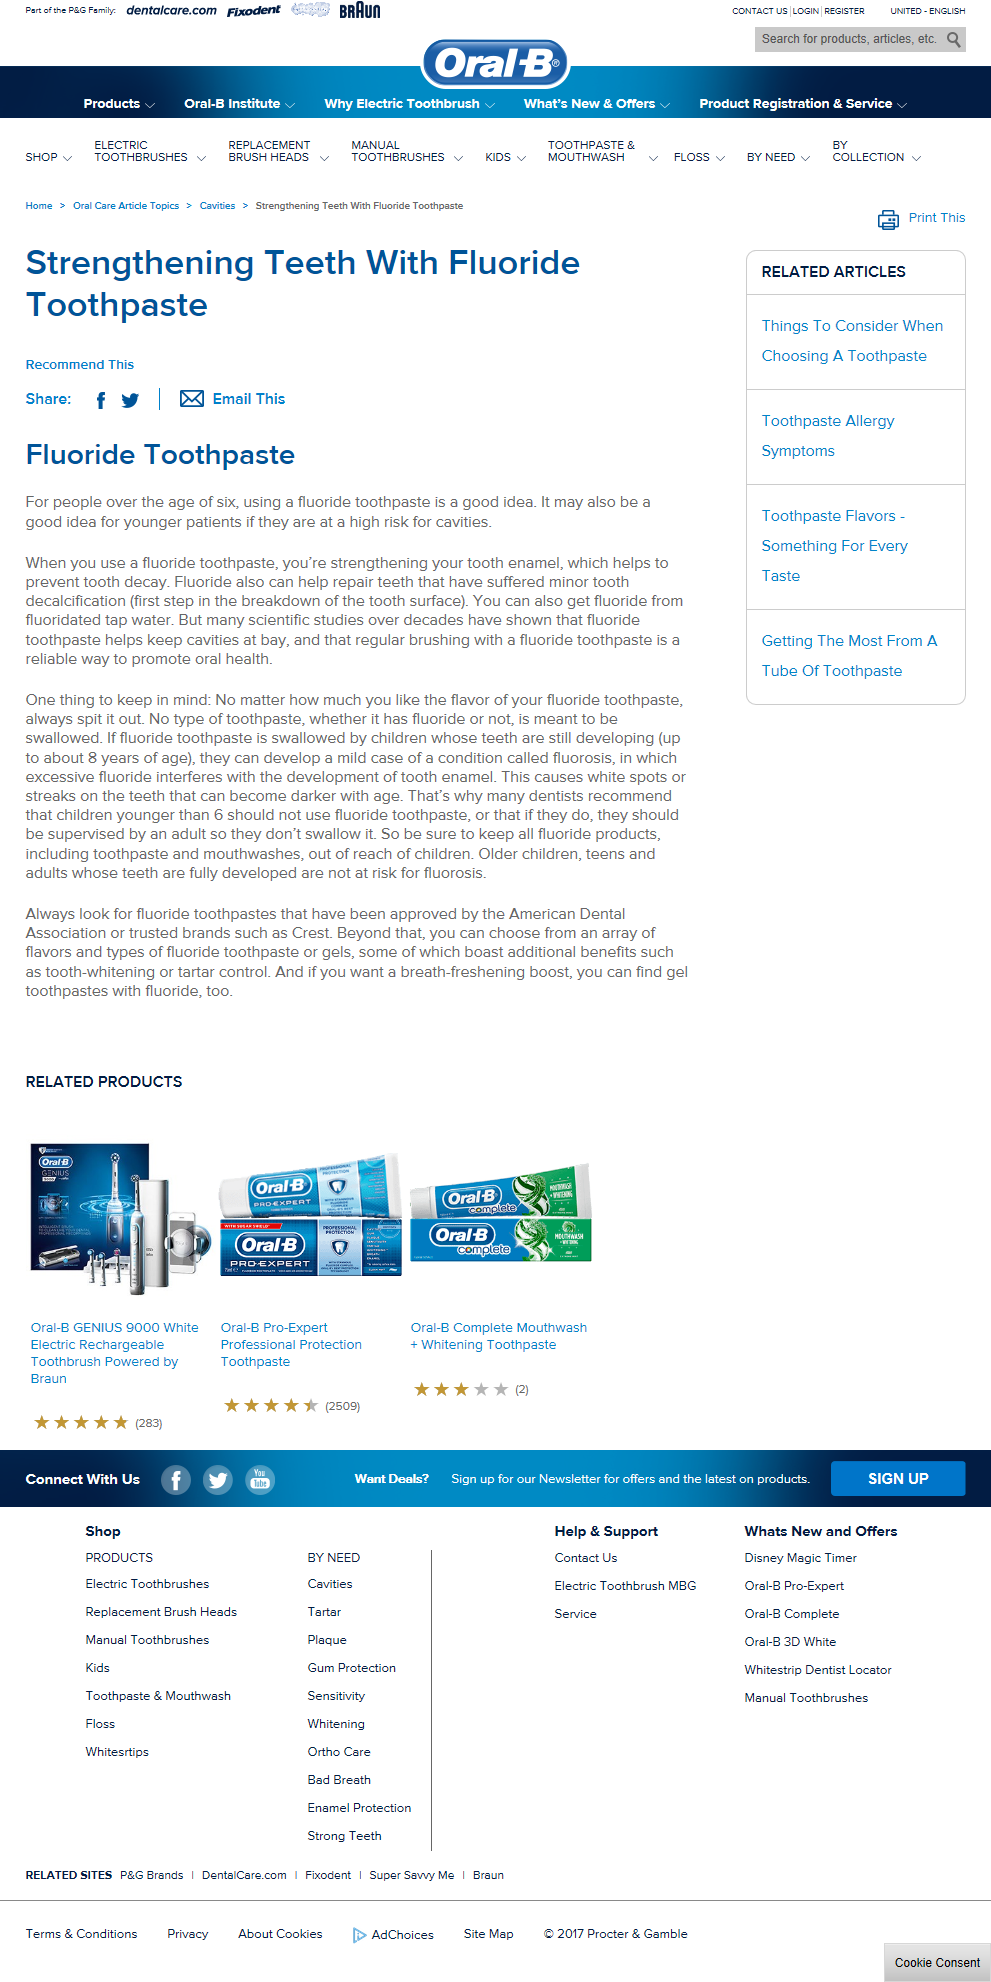 Part of the P&G Family: dentalcare.com Fixodent BRAUN
CONTACT US | LOGIN | REGISTER UNITED - ENGLISH
Search for products, articles, etc.
Oral-B®
Products Oral-B Institute Why Electric Toothbrush What's New & Offers Product Registration & Service
SHOP ELECTRIC TOOTHBRUSHES REPLACEMENT BRUSH HEADS MANUAL TOOTHBRUSHES KIDS TOOTHPASTE & MOUTHWASH FLOSS BY NEED BY COLLECTION
Home > Oral Care Article Topics > Cavities > Strengthening Teeth With Fluoride Toothpaste
Print This
Strengthening Teeth With Fluoride
Toothpaste
Recommend This
Share: Email This
Fluoride Toothpaste
For people over the age of six, using a fluoride toothpaste is a good idea. It may also be a
good idea for younger patients if they are at a high risk for cavities.
When you use a fluoride toothpaste, you're strengthening your tooth enamel, which helps to
prevent tooth decay. Fluoride also can help repair teeth that have suffered minor tooth
decalcification (first step in the breakdown of the tooth surface). You can also get fluoride from
fluoridated tap water. But many scientific studies over decades have shown that fluoride
toothpaste helps keep cavities at bay, and that regular brushing with a fluoride toothpaste is a
reliable way to promote oral health.
One thing to keep in mind: No matter how much you like the flavor of your fluoride toothpaste,
always spit it out. No type of toothpaste, whether it has fluoride or not, is meant to be
swallowed. If fluoride toothpaste is swallowed by children whose teeth are still developing (up
to about 8 years of age), they can develop a mild case of a condition called fluorosis, in which
excessive fluoride interferes with the development of tooth enamel. This causes white spots or
streaks on the teeth that can become darker with age. That's why many dentists recommend
that children younger than 6 should not use fluoride toothpaste, or that if they do, they should
be supervised by an adult so they don't swallow it. So be sure to keep all fluoride products,
including toothpaste and mouthwashes, out of reach of children. Older children, teens and
adults whose teeth are fully developed are not at risk for fluorosis.
Always look for fluoride toothpastes that have been approved by the American Dental
Association or trusted brands such as Crest. Beyond that, you can choose from an array of
flavors and types of fluoride toothpaste or gels, some of which boast additional benefits such
as tooth-whitening or tartar control. And if you want a breath-freshening boost, you can find gel
toothpastes with fluoride, too.
RELATED ARTICLES
Things To Consider When
Choosing A Toothpaste
Toothpaste Allergy
Symptoms
Toothpaste Flavors -
Something For Every
Taste
Getting The Most From A
Tube Of Toothpaste
RELATED PRODUCTS
Oral-B
GENIUS
Oral-B
PRO-EXPERT
PROFESSIONAL PROTECTION
WITH SUGAR SHIELD
Oral-B
PRO-EXPERT
PROFESSIONAL PROTECTION
Oral-B
complete
MOUTHWASH + WHITENING
Oral-B
complete
MOUTHWASH + WHITENING
Oral-B GENIUS 9000 White
Electric Rechargeable
Toothbrush Powered by
Braun
(283)
Oral-B Pro-Expert
Professional Protection
Toothpaste
(2509)
Oral-B Complete Mouthwash
+ Whitening Toothpaste
(2)
Connect With Us You Tube Want Deals? Sign up for our Newsletter for offers and the latest on products. SIGN UP
Shop
PRODUCTS
Electric Toothbrushes
Replacement Brush Heads
Manual Toothbrushes
Kids
Toothpaste & Mouthwash
Floss
Whitesrtips
BY NEED
Cavities
Tartar
Plaque
Gum Protection
Sensitivity
Whitening
Ortho Care
Bad Breath
Enamel Protection
Strong Teeth
Help & Support
Contact Us
Electric Toothbrush MBG
Service
Whats New and Offers
Disney Magic Timer
Oral-B Pro-Expert
Oral-B Complete
Oral-B 3D White
Whitestrip Dentist Locator
Manual Toothbrushes
RELATED SITES P&G Brands | DentalCare.com | Fixodent | Super Savvy Me | Braun
Terms & Conditions Privacy About Cookies AdChoices Site Map © 2017 Procter & Gamble
Cookie Consent